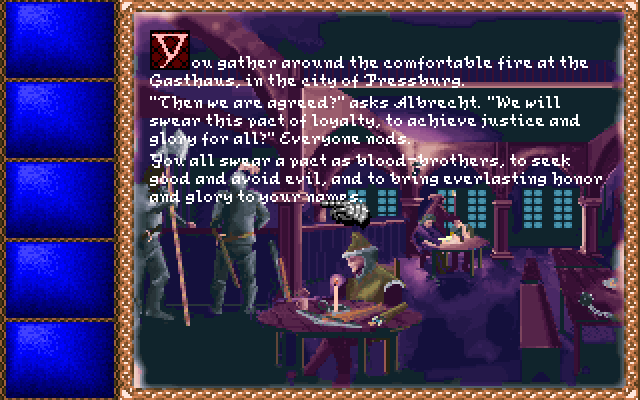 You gather around the comfortable fire at the
Gasthaus, in the city of Pressburg.
"Then we are agreed?" asks Albrecht. "We will
swear this pact of loyalty, to achieve justice and
glory for all?" Everyone nods.
You all swear a pact as blood-brothers, to seek
good and avoid evil, and to bring everlasting honor
and glory to your names.